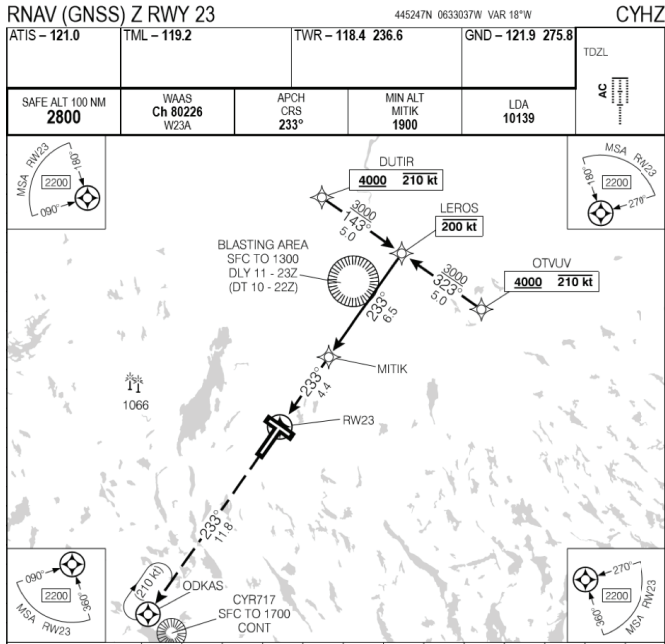 RNAV (GNSS) Z RWY 23
445247N 0633037W VAR 18°W
CYHZ
ATIS – 121.0
TML – 119.2
TWR – 118.4 236.6
GND – 121.9 275.8
TDZL
AC
SAFE ALT 100 NM
2800
WAAS
Ch 80226
W23A
APCH
CRS
233°
MIN ALT
MITIK
1900
LDA
10139
MSA RW23
180°
2200
090°
MSA RW23
180°
2200
270°
DUTIR
4000 210 kt
3000
143°
5.0
LEROS
200 kt
BLASTING AREA
SFC TO 1300
DLY 11 - 23Z
(DT 10 - 22Z)
OTVUV
4000 210 kt
3000
323°
5.0
233°
6.5
MITIK
1066
233°
4.4
RW23
233°
11.8
(210 kt)
ODKAS
CYR717
SFC TO 1700
CONT
090°
2200
360°
MSA RW23
270°
2200
360°
MSA RW23